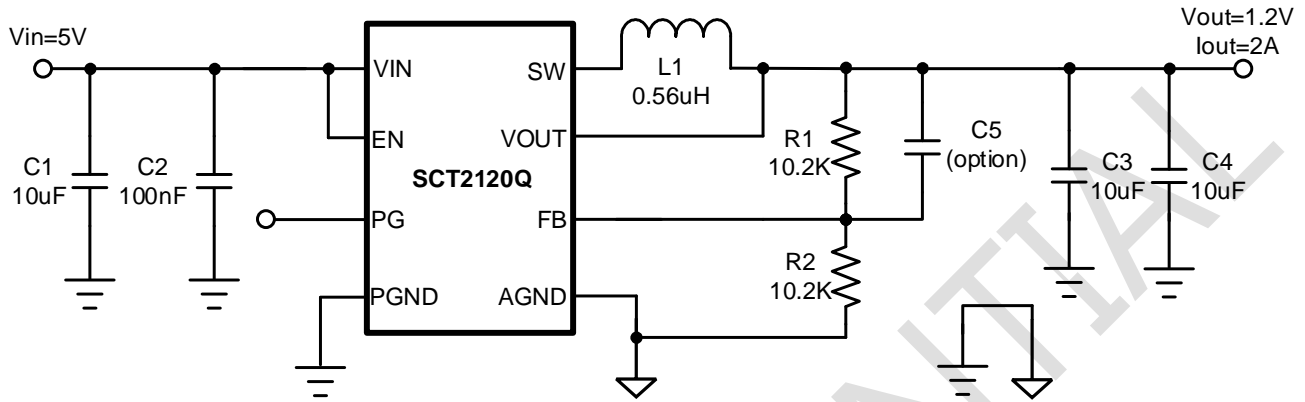 Vin=5V
Vout=1.2V
Iout=2A
VIN
SW
L1
0.56uH
EN
VOUT
C1
10uF
C2
100nF
SCT2120Q
R1
10.2K
C5
(option)
C3
10uF
C4
10uF
PG
FB
R2
10.2K
PGND
AGND
NTIAL